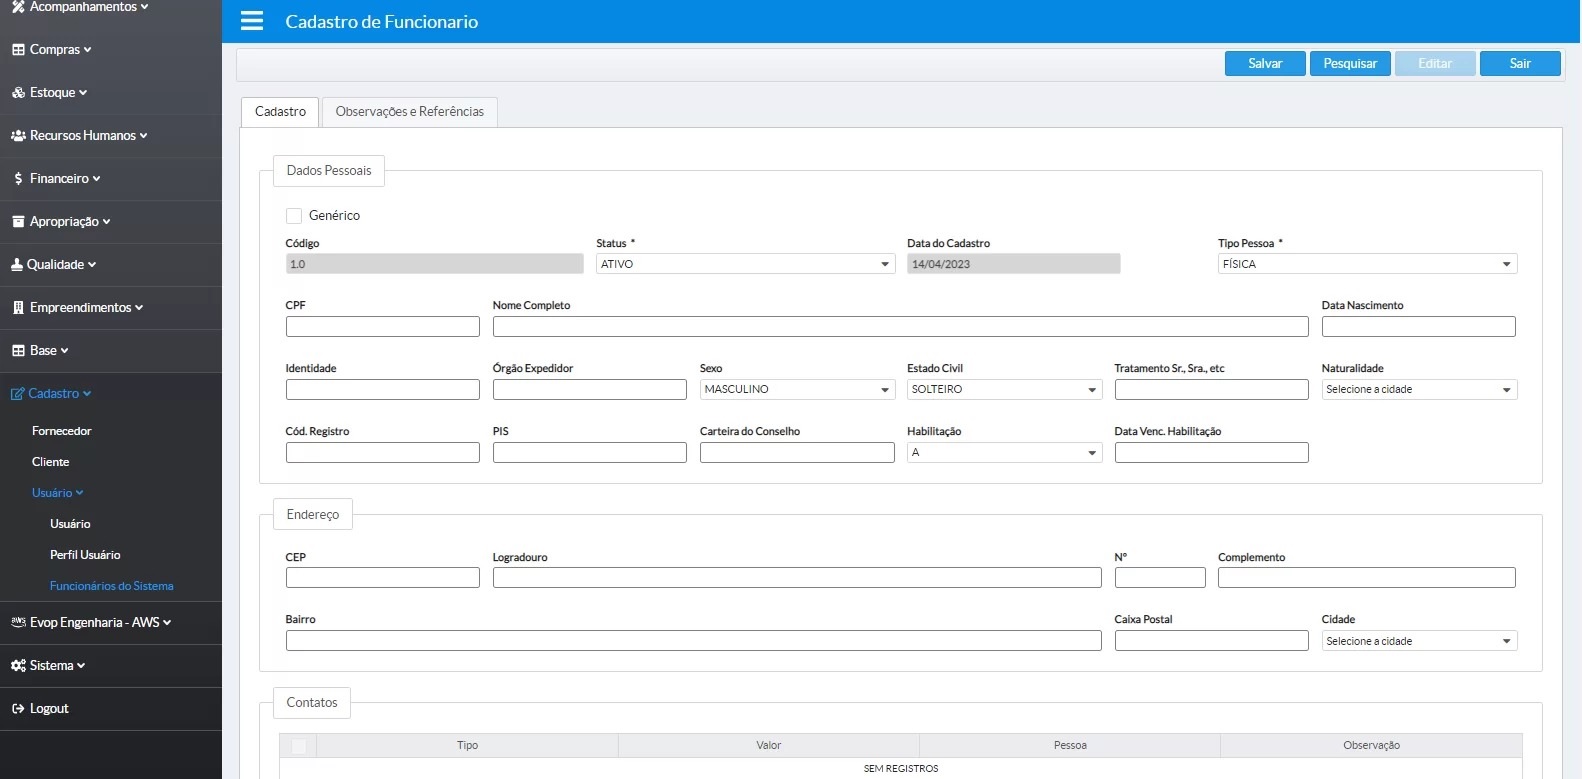 Acompanhamentos
Compras
Estoque
Recursos Humanos
Financeiro
Apropriação
Qualidade
Empreendimentos
Base
Cadastro
Fornecedor
Cliente
Usuário
Usuário
Perfil Usuário
Funcionários do Sistema
Evop Engenharia - AWS
Sistema
Logout
Cadastro de Funcionario
Salvar Pesquisar Editar Sair
Cadastro Observações e Referências
Dados Pessoais
Genérico
Código Status * Data do Cadastro Tipo Pessoa *
1.0 ATIVO 14/04/2023 FÍSICA
CPF Nome Completo Data Nascimento
Identidade Órgão Expedidor Sexo Estado Civil Tratamento Sr., Sra., etc Naturalidade
MASCULINO SOLTEIRO Selecione a cidade
Cód. Registro PIS Carteira do Conselho Habilitação Data Venc. Habilitação
A
Endereço
CEP Logradouro Nº Complemento
Bairro Caixa Postal Cidade
Selecione a cidade
Contatos
Tipo Valor Pessoa Observação
SEM REGISTROS